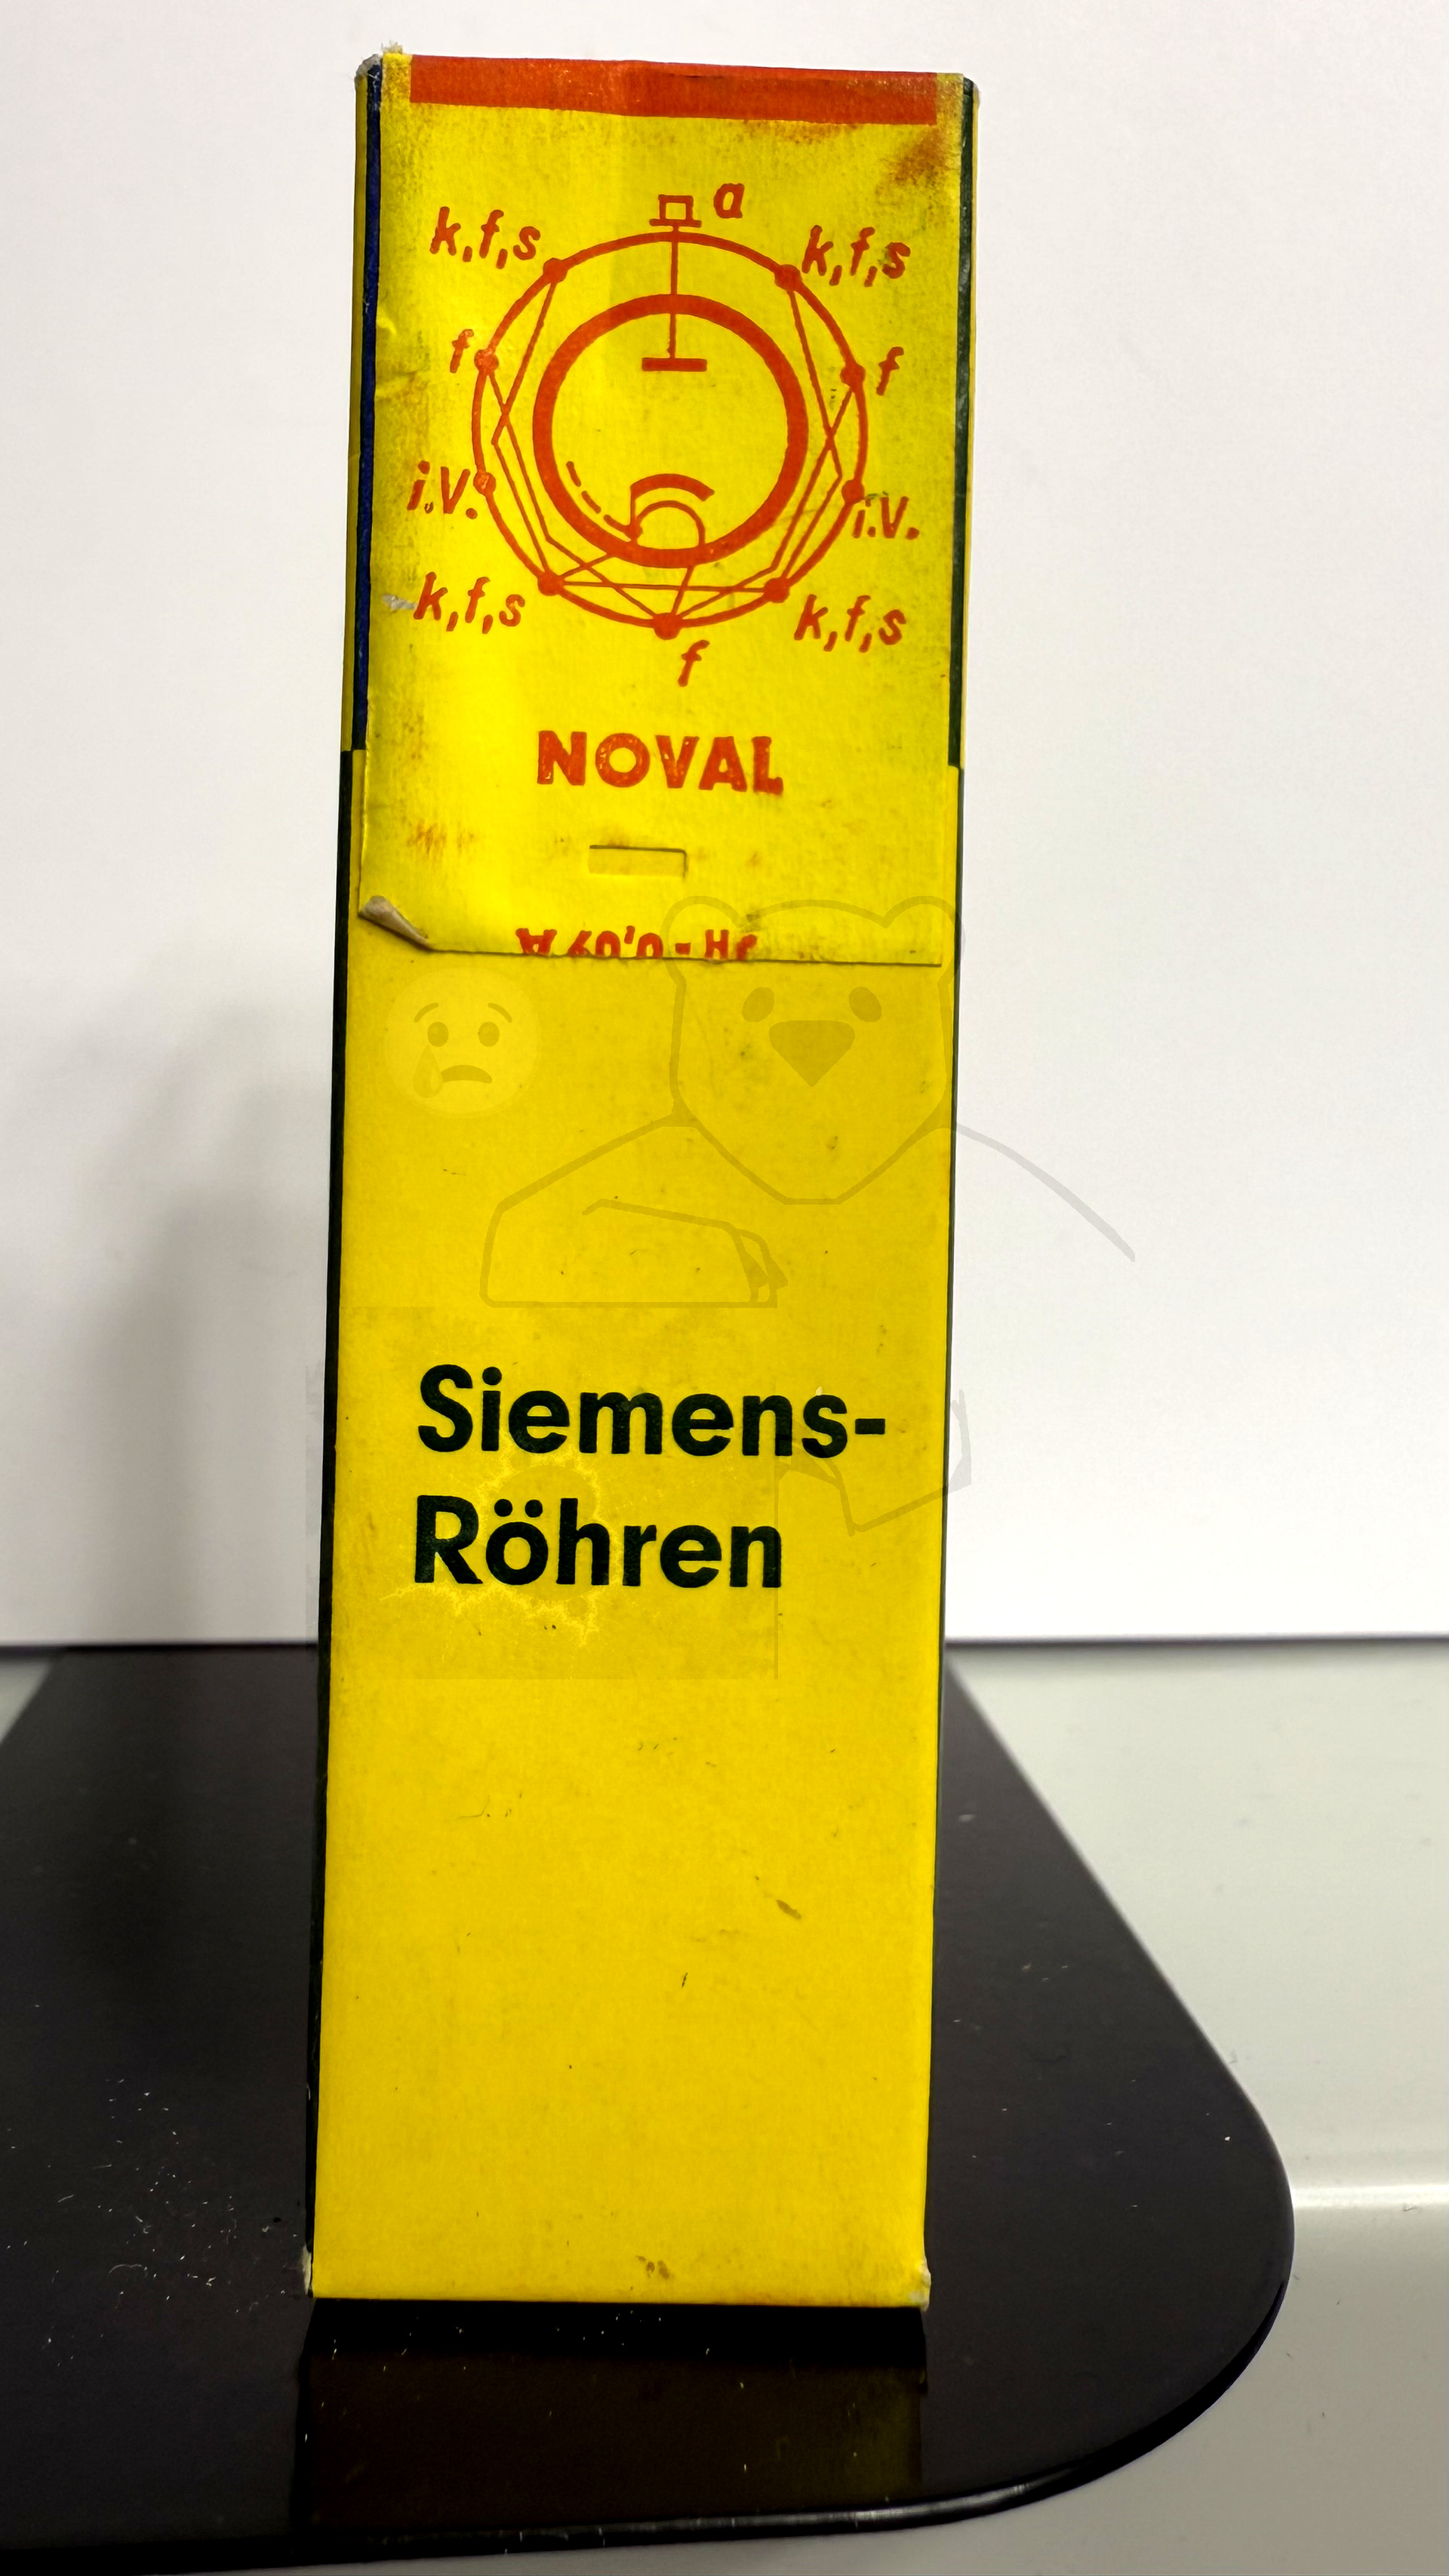 a
k,f,s k,f,s
f f
i.V. i.V.
k,f,s k,f,s
f
NOVAL
Siemens-
Röhren